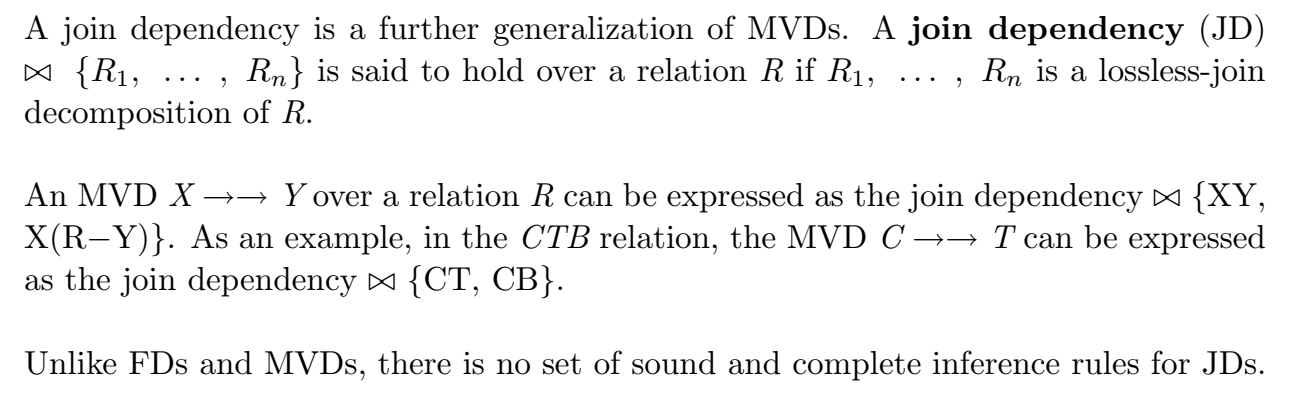 A join dependency is a further generalization of MVDs. A join dependency (JD)
⋈ {R₁, … , Rₙ} is said to hold over a relation R if R₁, … , Rₙ is a lossless-join
decomposition of R.
An MVD X →→ Y over a relation R can be expressed as the join dependency ⋈ {XY,
X(R−Y)}. As an example, in the CTB relation, the MVD C →→ T can be expressed
as the join dependency ⋈ {CT, CB}.
Unlike FDs and MVDs, there is no set of sound and complete inference rules for JDs.